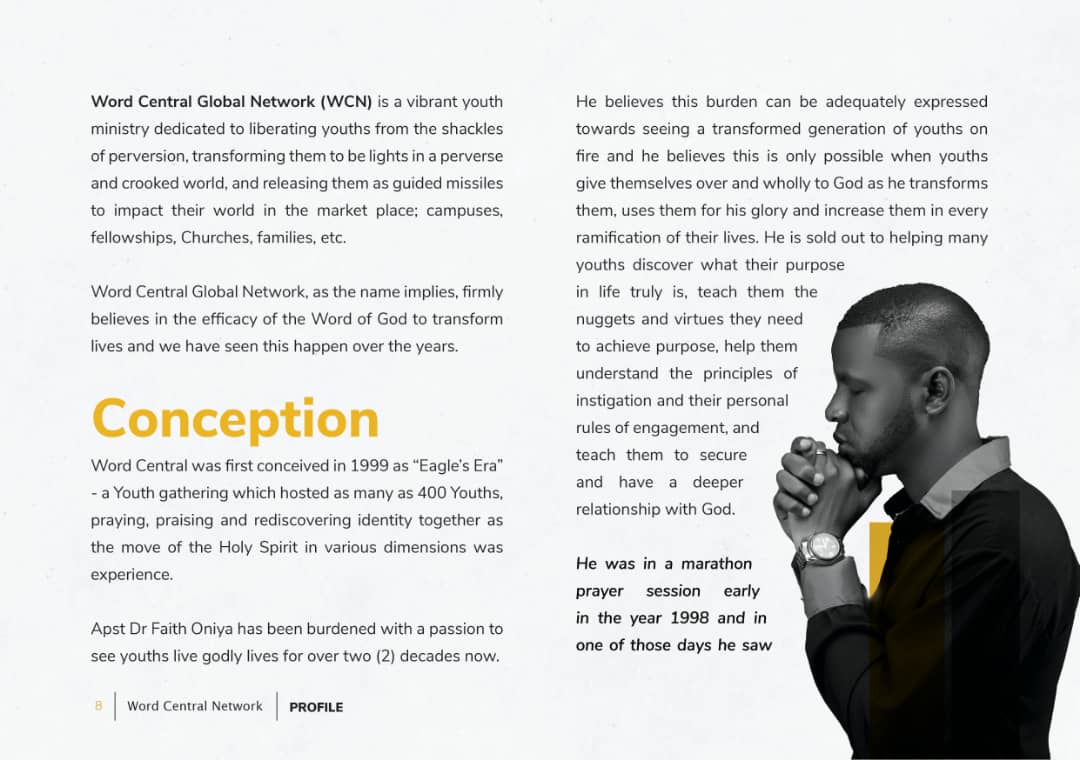 Word Central Global Network (WCN) is a vibrant youth
ministry dedicated to liberating youths from the shackles
of perversion, transforming them to be lights in a perverse
and crooked world, and releasing them as guided missiles
to impact their world in the market place; campuses,
fellowships, Churches, families, etc.
Word Central Global Network, as the name implies, firmly
believes in the efficacy of the Word of God to transform
lives and we have seen this happen over the years.
Conception
Word Central was first conceived in 1999 as “Eagle’s Era”
- a Youth gathering which hosted as many as 400 Youths,
praying, praising and rediscovering identity together as
the move of the Holy Spirit in various dimensions was
experience.
Apst Dr Faith Oniya has been burdened with a passion to
see youths live godly lives for over two (2) decades now.
He believes this burden can be adequately expressed
towards seeing a transformed generation of youths on
fire and he believes this is only possible when youths
give themselves over and wholly to God as he transforms
them, uses them for his glory and increase them in every
ramification of their lives. He is sold out to helping many
youths discover what their purpose
in life truly is, teach them the
nuggets and virtues they need
to achieve purpose, help them
understand the principles of
instigation and their personal
rules of engagement, and
teach them to secure
and have a deeper
relationship with God.
He was in a marathon
prayer session early
in the year 1998 and in
one of those days he saw
8 | Word Central Network | PROFILE